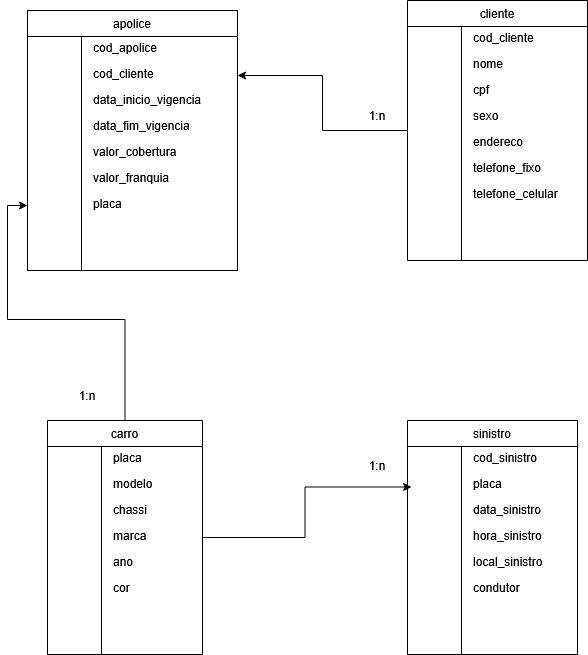 apolice
cod_apolice
cod_cliente
data_inicio_vigencia
data_fim_vigencia
valor_cobertura
valor_franquia
placa
cliente
cod_cliente
nome
cpf
sexo
endereco
telefone_fixo
telefone_celular
1:n
1:n
carro
placa
modelo
chassi
marca
ano
cor
1:n
sinistro
cod_sinistro
placa
data_sinistro
hora_sinistro
local_sinistro
condutor